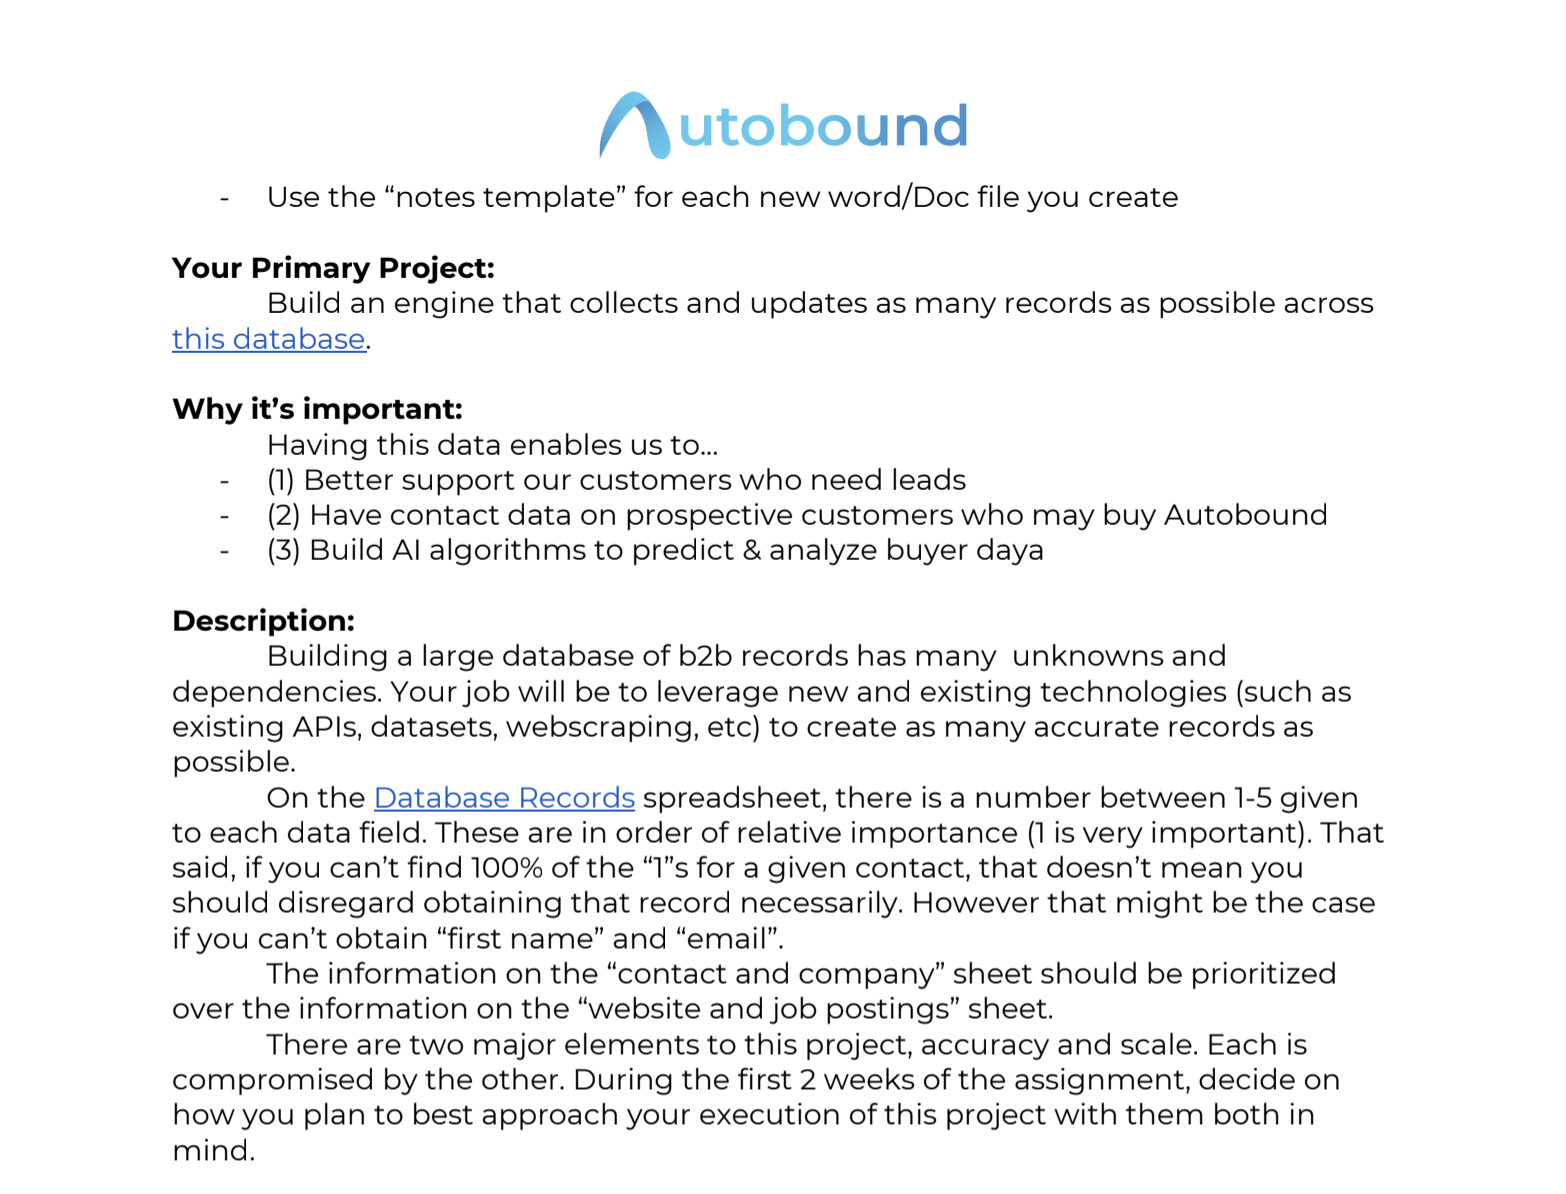 Autobound
- Use the “notes template” for each new word/Doc file you create
Your Primary Project:
Build an engine that collects and updates as many records as possible across
this database.
Why it’s important:
Having this data enables us to...
- (1) Better support our customers who need leads
- (2) Have contact data on prospective customers who may buy Autobound
- (3) Build AI algorithms to predict & analyze buyer daya
Description:
Building a large database of b2b records has many  unknowns and
dependencies. Your job will be to leverage new and existing technologies (such as
existing APIs, datasets, webscraping, etc) to create as many accurate records as
possible.
On the Database Records spreadsheet, there is a number between 1-5 given
to each data field. These are in order of relative importance (1 is very important). That
said, if you can’t find 100% of the “1”s for a given contact, that doesn’t mean you
should disregard obtaining that record necessarily. However that might be the case
if you can’t obtain “first name” and “email”.
The information on the “contact and company” sheet should be prioritized
over the information on the “website and job postings” sheet.
There are two major elements to this project, accuracy and scale. Each is
compromised by the other. During the first 2 weeks of the assignment, decide on
how you plan to best approach your execution of this project with them both in
mind.